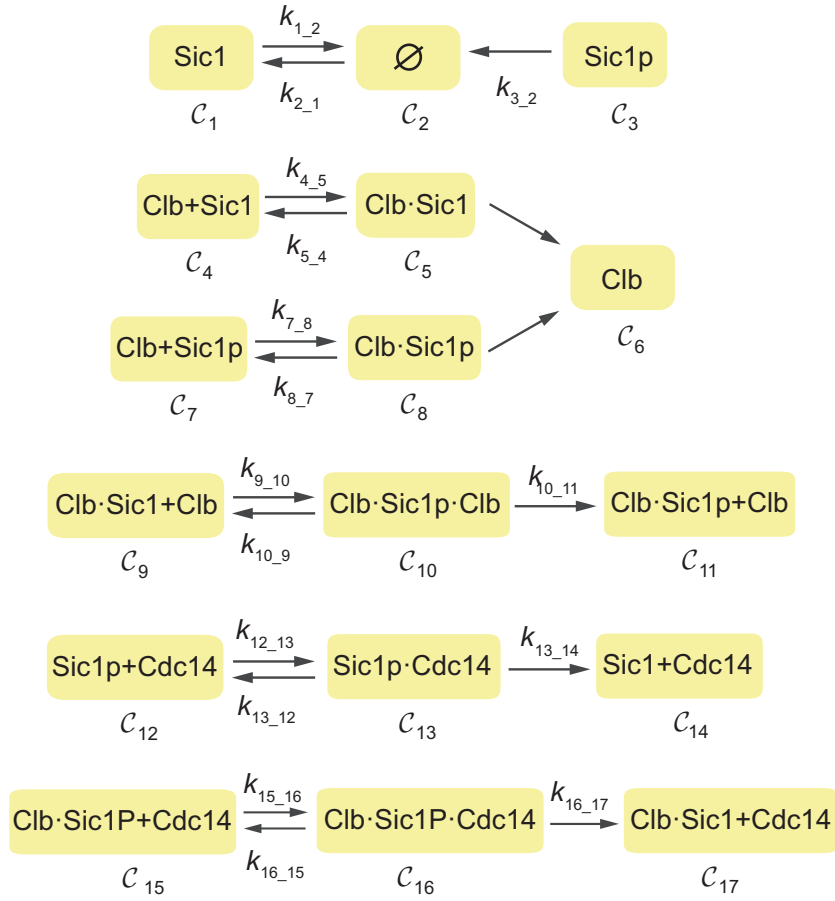 k1_2
Sic1 ∅ Sic1p
k2_1 k3_2
C1 C2 C3
k4_5
Clb+Sic1 Clb·Sic1
k5_4
C4 C5
Clb
C6
k7_8
Clb+Sic1p Clb·Sic1p
k8_7
C7 C8
k9_10 k10_11
Clb·Sic1+Clb Clb·Sic1p·Clb Clb·Sic1p+Clb
k10_9
C9 C10 C11
k12_13 k13_14
Sic1p+Cdc14 Sic1p·Cdc14 Sic1+Cdc14
k13_12
C12 C13 C14
k15_16 k16_17
Clb·Sic1P+Cdc14 Clb·Sic1P·Cdc14 Clb·Sic1+Cdc14
k16_15
C15 C16 C17